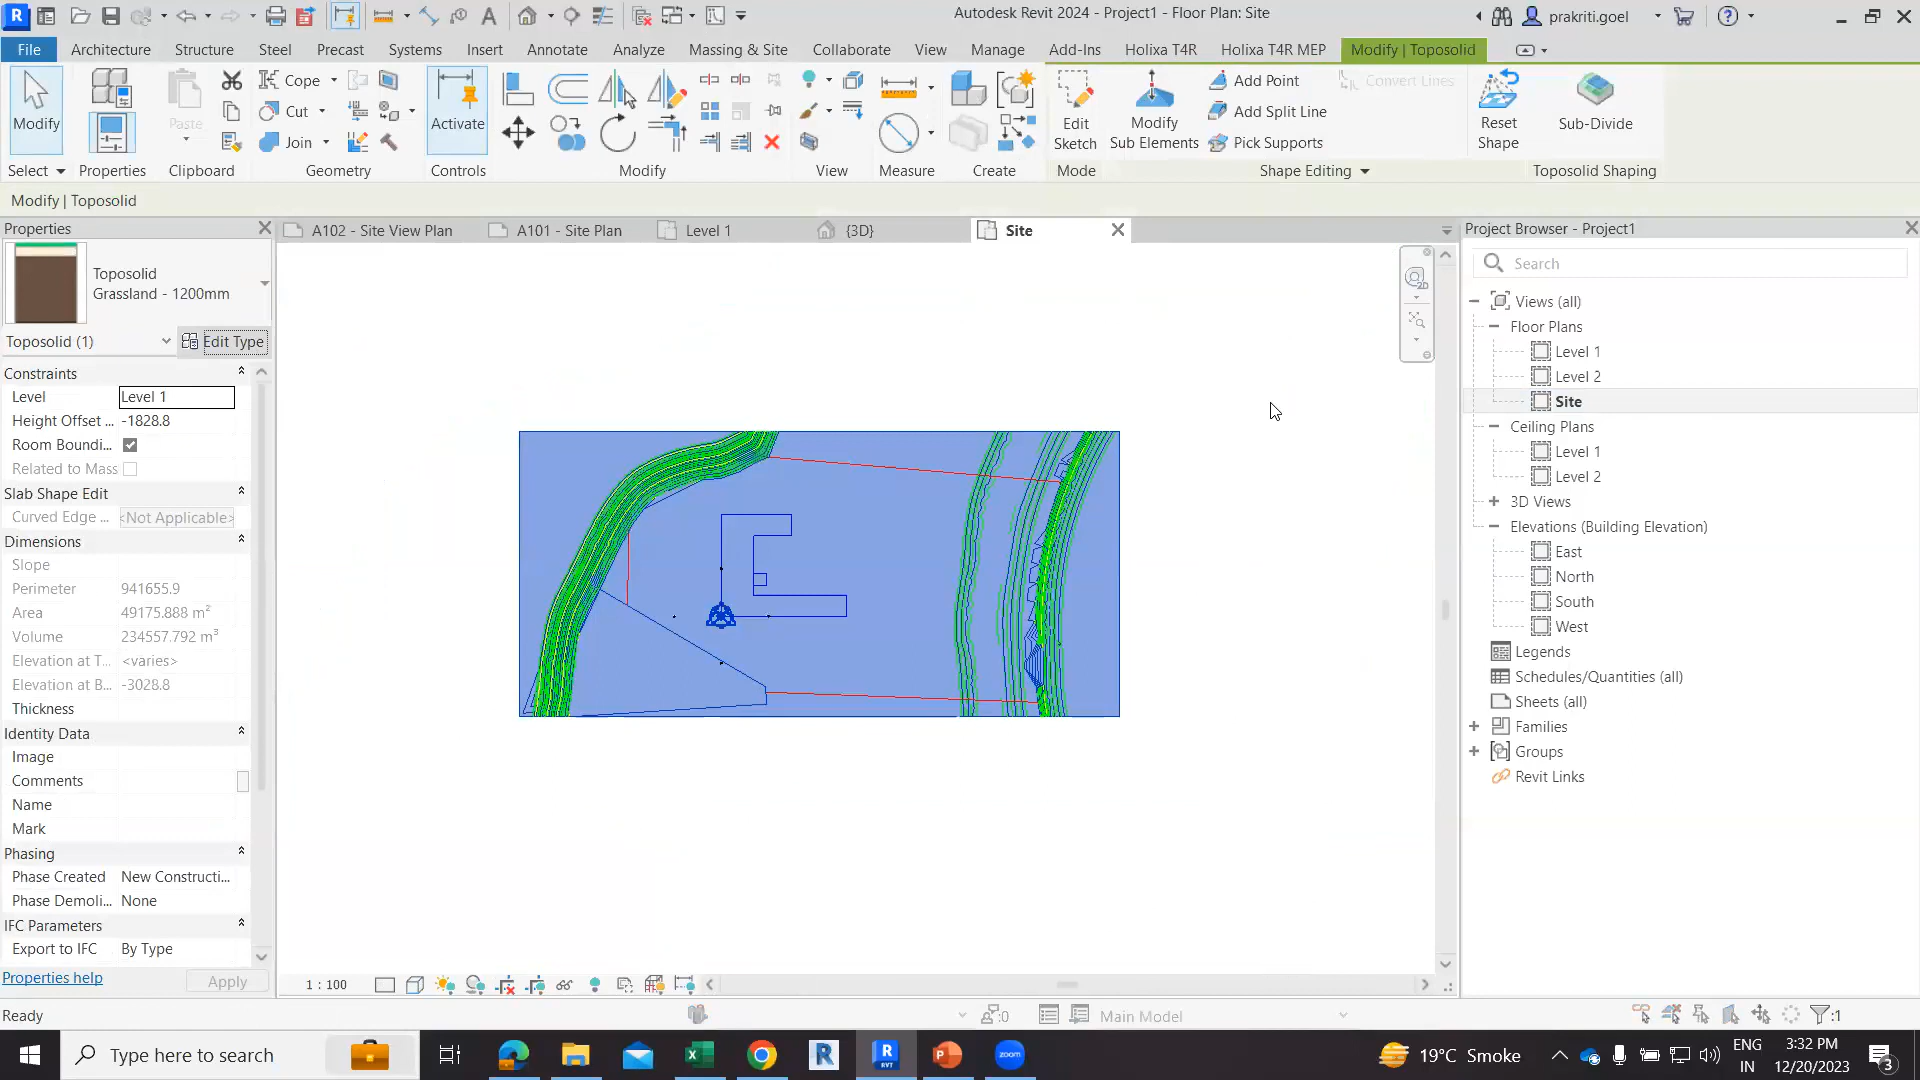 Autodesk Revit 2024 - Project1 - Floor Plan: Site
prakriti.goel
File Architecture Structure Steel Precast Systems Insert Annotate Analyze Massing & Site Collaborate View Manage Add-Ins Holixa T4R Holixa T4R MEP Modify | Toposolid
Modify
Paste
Cope
Cut
Join
Activate
Edit Sketch
Modify Sub Elements
Add Point
Add Split Line
Pick Supports
Convert Lines
Reset Shape
Sub-Divide
Select Properties Clipboard Geometry Controls Modify View Measure Create Mode Shape Editing Toposolid Shaping
Modify | Toposolid
Properties
Toposolid
Grassland - 1200mm
Toposolid (1) Edit Type
Constraints
Level Level 1
Height Offset ... -1828.8
Room Boundi...
Related to Mass
Slab Shape Edit
Curved Edge ... <Not Applicable>
Dimensions
Slope
Perimeter 941655.9
Area 49175.888 m²
Volume 234557.792 m³
Elevation at T... <varies>
Elevation at B... -3028.8
Thickness
Identity Data
Image
Comments
Name
Mark
Phasing
Phase Created New Constructi...
Phase Demoli... None
IFC Parameters
Export to IFC By Type
Properties help Apply
A102 - Site View Plan A101 - Site Plan Level 1 {3D} Site
2D
1 : 100
Project Browser - Project1
Search
Views (all)
Floor Plans
Level 1
Level 2
Site
Ceiling Plans
Level 1
Level 2
3D Views
Elevations (Building Elevation)
East
North
South
West
Legends
Schedules/Quantities (all)
Sheets (all)
Families
Groups
Revit Links
Ready
:0
Main Model
:1
Type here to search
zoom
19°C Smoke
ENG
IN
3:32 PM
12/20/2023
3